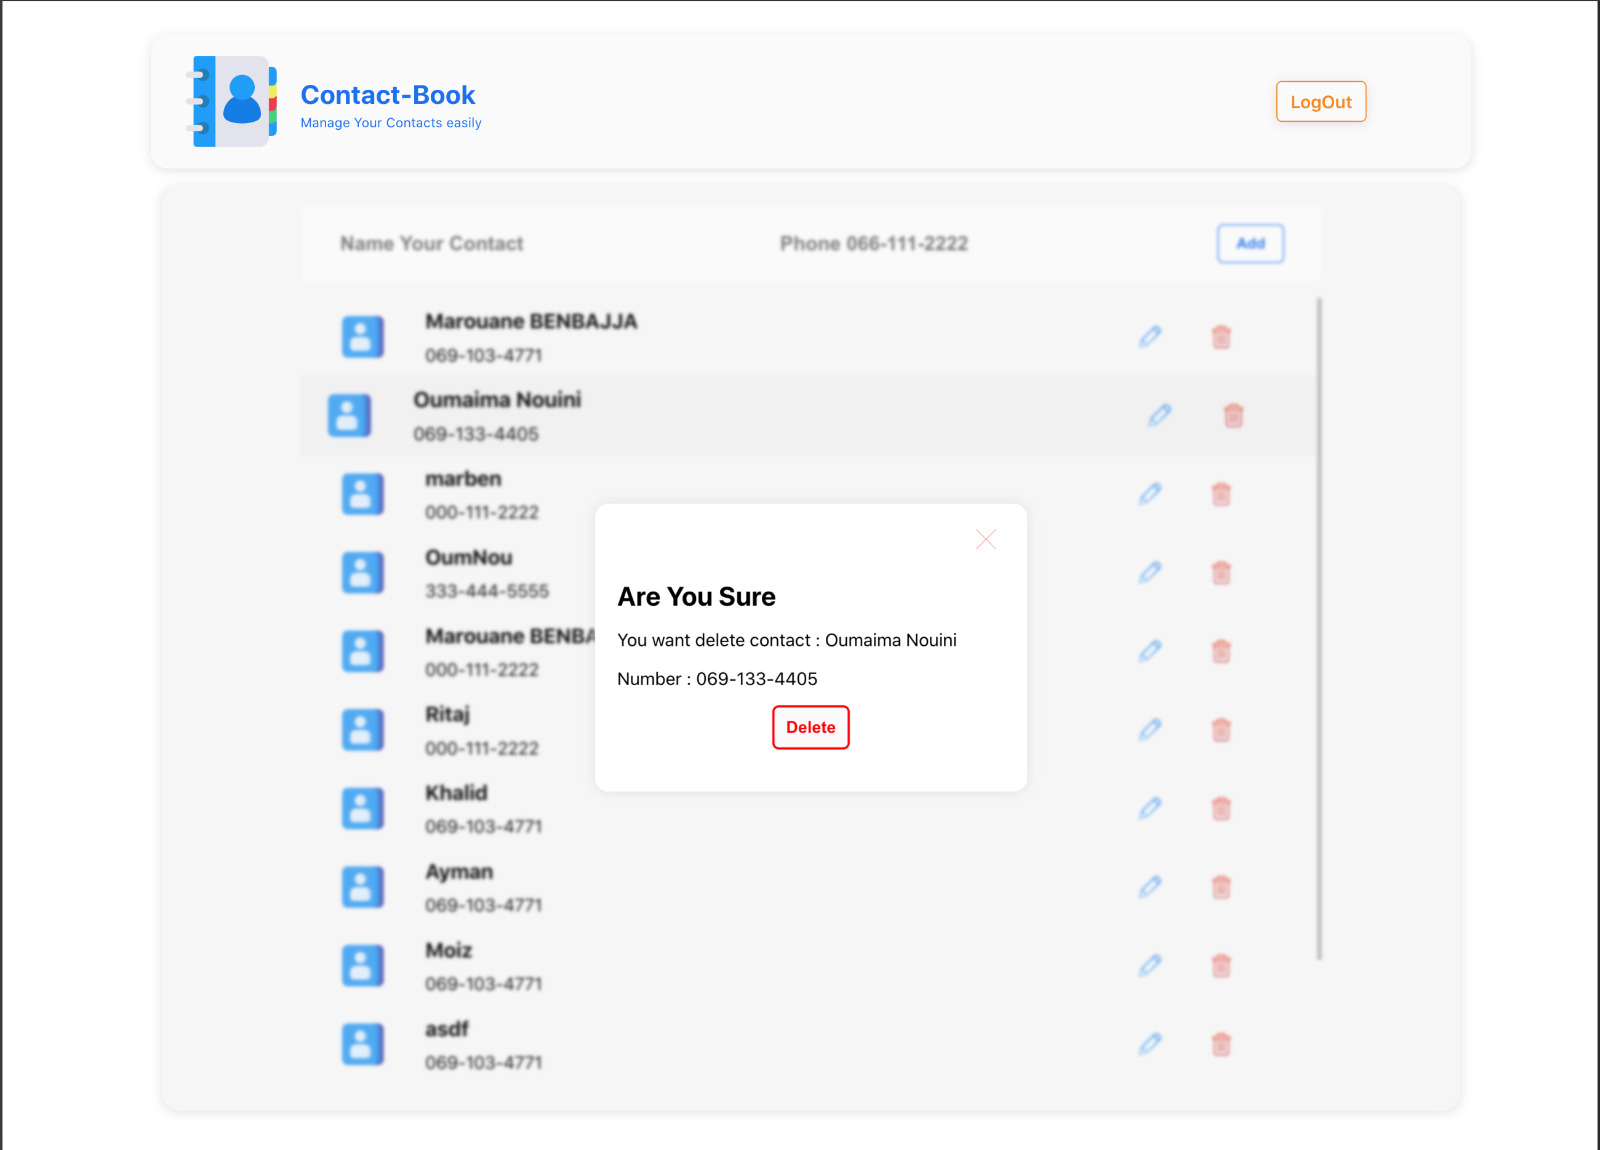 Contact-Book
Manage Your Contacts easily
LogOut
Name Your Contact
Phone 066-111-2222
Add
Marouane BENBAJJA
069-103-4771
Oumaima Nouini
069-133-4405
marben
000-111-2222
OumNou
333-444-5555
Marouane BENBA
000-111-2222
Ritaj
000-111-2222
Khalid
069-103-4771
Ayman
069-103-4771
Moiz
069-103-4771
asdf
069-103-4771
Are You Sure
You want delete contact : Oumaima Nouini
Number : 069-133-4405
Delete